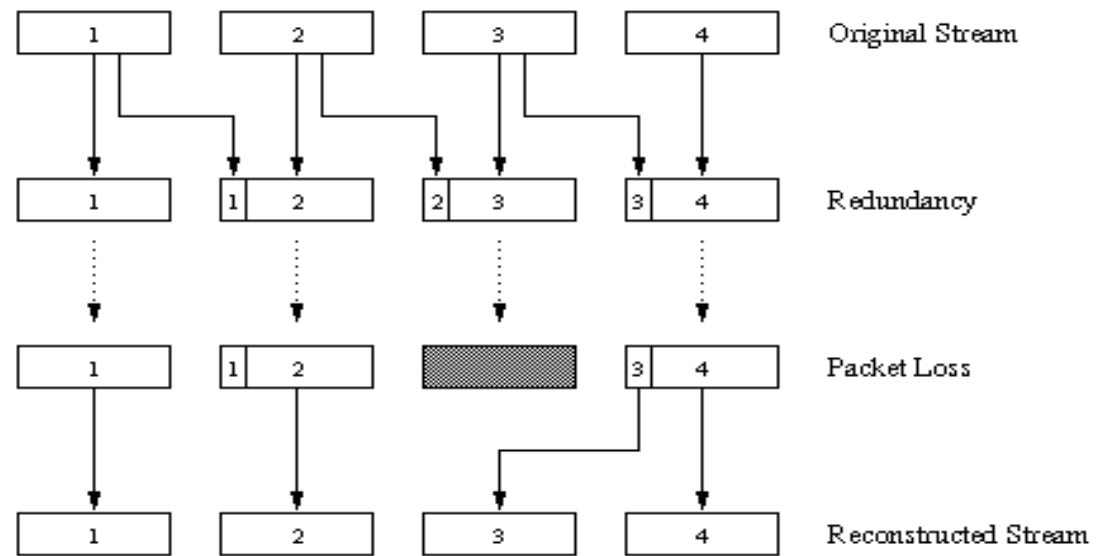 1 2 3 4 Original Stream
1 1 2 2 3 3 4 Redundancy
1 1 2 3 4 Packet Loss
1 2 3 4 Reconstructed Stream